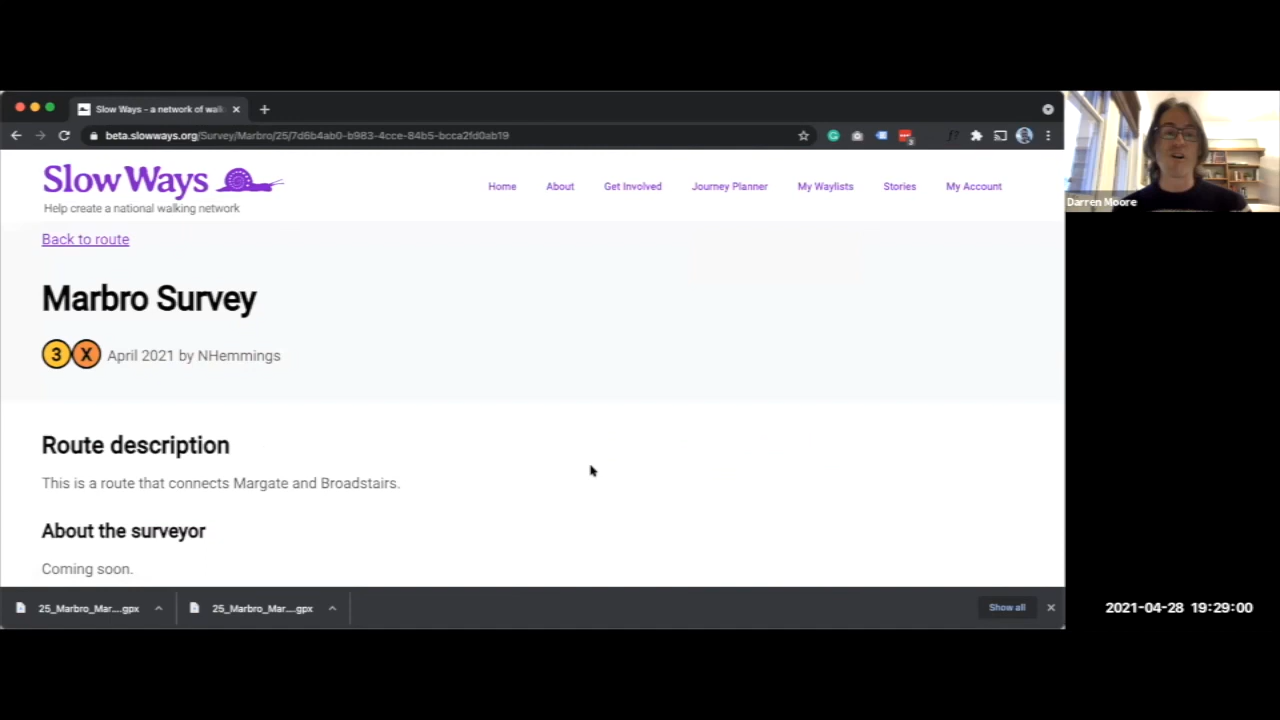 Slow Ways - a network of wal
beta.slowways.org/Survey/Marbro/25/7d6b4ab0-b983-4cce-84b5-bcca2fd0ab19
Slow Ways
Help create a national walking network
Home About Get Involved Journey Planner My Waylists Stories My Account
Darren Moore
Back to route
Marbro Survey
3 X April 2021 by NHemmings
Route description
This is a route that connects Margate and Broadstairs.
About the surveyor
Coming soon.
25_Marbro_Mar....gpx 25_Marbro_Mar....gpx Show all
2021-04-28 19:29:00